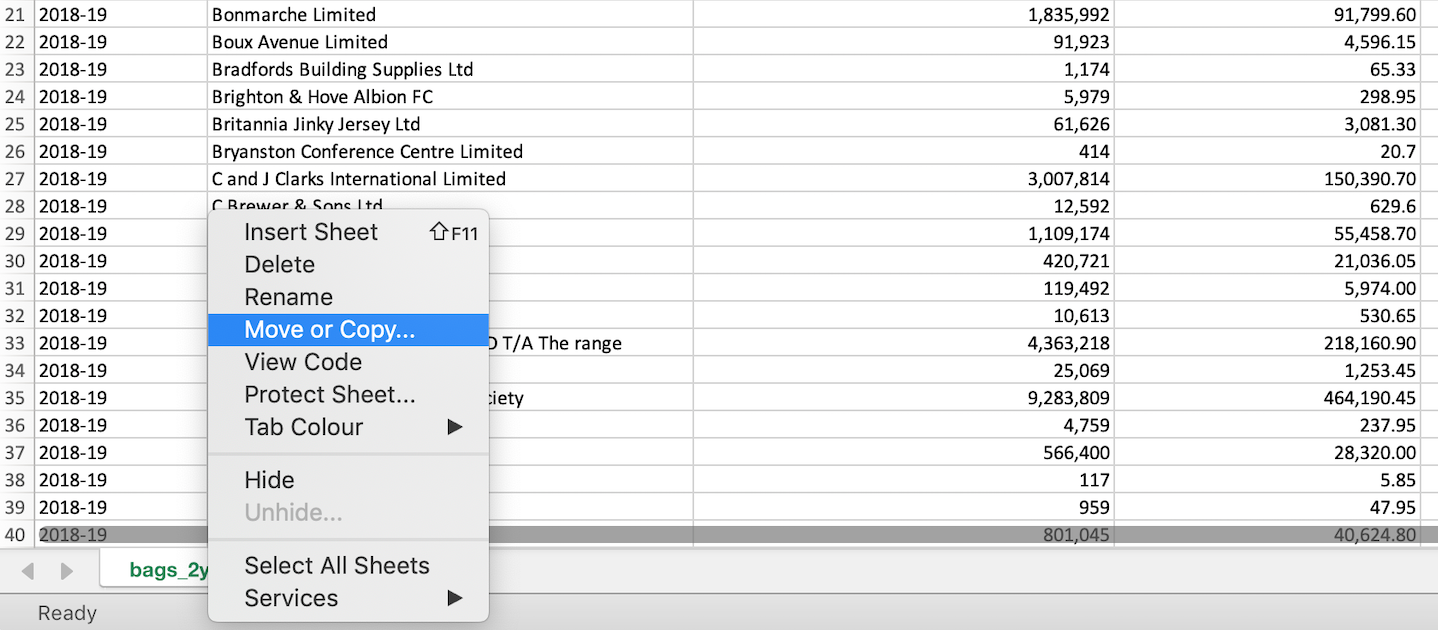 21 2018-19 Bonmarche Limited 1,835,992 91,799.60
22 2018-19 Boux Avenue Limited 91,923 4,596.15
23 2018-19 Bradfords Building Supplies Ltd 1,174 65.33
24 2018-19 Brighton & Hove Albion FC 5,979 298.95
25 2018-19 Britannia Jinky Jersey Ltd 61,626 3,081.30
26 2018-19 Bryanston Conference Centre Limited 414 20.7
27 2018-19 C and J Clarks International Limited 3,007,814 150,390.70
28 2018-19 C Brewer & Sons Ltd 12,592 629.6
29 2018-19 1,109,174 55,458.70
30 2018-19 420,721 21,036.05
31 2018-19 119,492 5,974.00
32 2018-19 10,613 530.65
33 2018-19 T/A The range 4,363,218 218,160.90
34 2018-19 25,069 1,253.45
35 2018-19 ciety 9,283,809 464,190.45
36 2018-19 4,759 237.95
37 2018-19 566,400 28,320.00
38 2018-19 117 5.85
39 2018-19 959 47.95
40 2018-19 801,045 40,624.80
Insert Sheet ⇧F11
Delete
Rename
Move or Copy...
View Code
Protect Sheet...
Tab Colour ▶
Hide
Unhide...
Select All Sheets
Services ▶
bags_2y
Ready